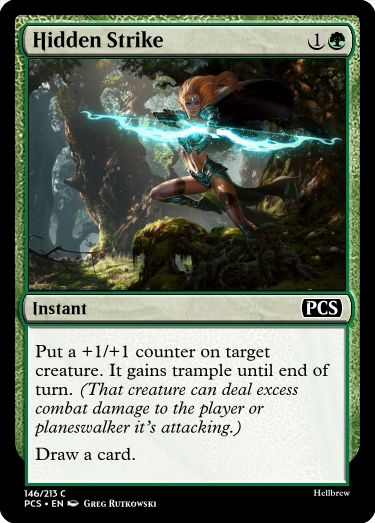 Hidden Strike 1
Instant PCS
Put a +1/+1 counter on target
creature. It gains trample until end of
turn. (That creature can deal excess
combat damage to the player or
planeswalker it's attacking.)
Draw a card.
146/213 C Hellbrew
PCS • EN Greg Rutkowski